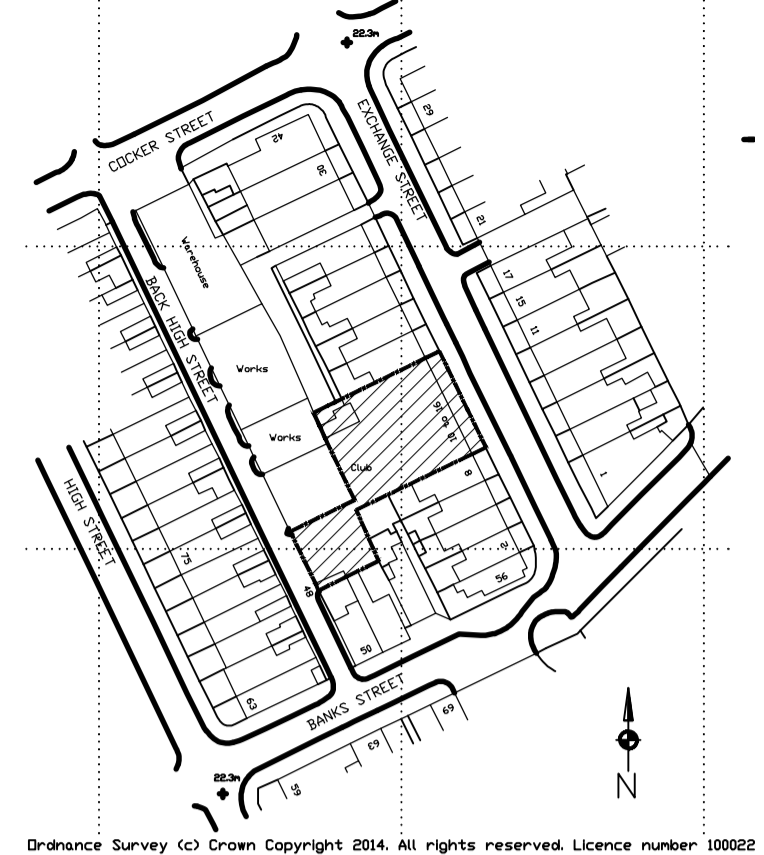 22.3m
COCKER STREET
EXCHANGE STREET
29
42
30
21
Warehouse
17
15
11
BACK HIGH STREET
Works
10 to 16
Works
Club
8
1
HIGH STREET
75
2
56
48
50
63
BANKS STREET
69
63
22.3m
59
N
Ordnance Survey (c) Crown Copyright 2014. All rights reserved. Licence number 100022